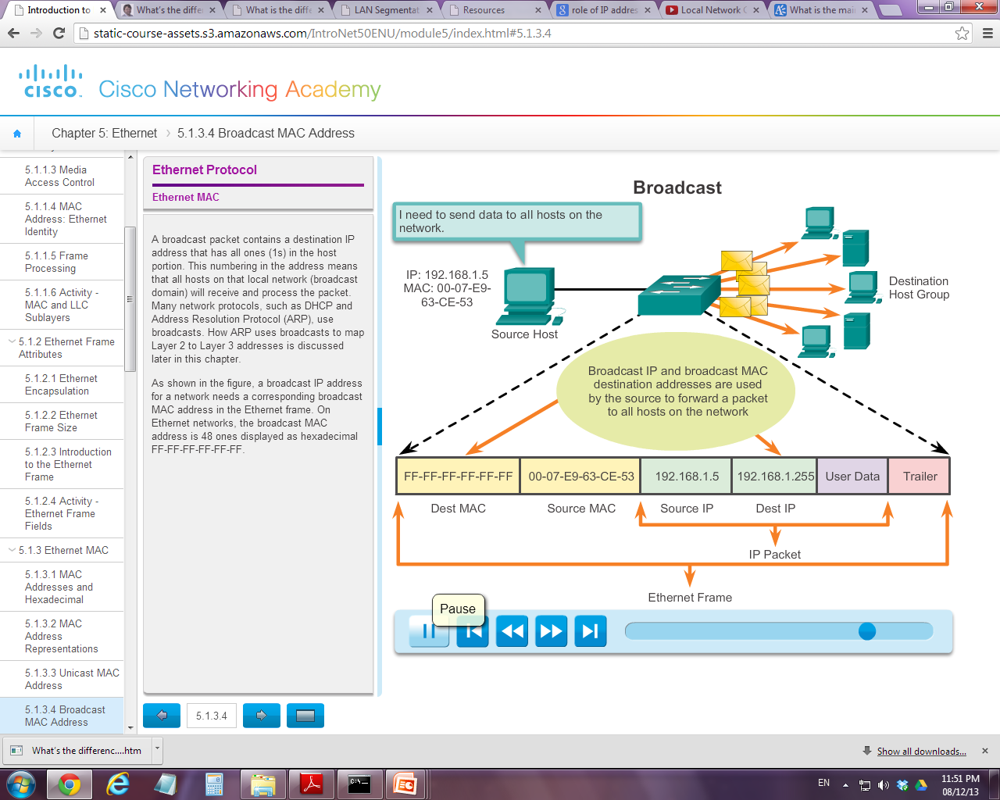 Introduction to
What's the differ
What is the diffe
LAN Segmentat
Resources
role of IP addres
Local Network C
What is the mai
static-course-assets.s3.amazonaws.com/IntroNet50ENU/module5/index.html#5.1.3.4
cisco.
Cisco Networking Academy
Chapter 5: Ethernet
5.1.3.4 Broadcast MAC Address
5.1.1.3 Media
Access Control
5.1.1.4 MAC
Address: Ethernet
Identity
5.1.1.5 Frame
Processing
5.1.1.6 Activity -
MAC and LLC
Sublayers
5.1.2 Ethernet Frame
Attributes
5.1.2.1 Ethernet
Encapsulation
5.1.2.2 Ethernet
Frame Size
5.1.2.3 Introduction
to the Ethernet
Frame
5.1.2.4 Activity -
Ethernet Frame
Fields
5.1.3 Ethernet MAC
5.1.3.1 MAC
Addresses and
Hexadecimal
5.1.3.2 MAC
Address
Representations
5.1.3.3 Unicast MAC
Address
5.1.3.4 Broadcast
MAC Address
Ethernet Protocol
Ethernet MAC
A broadcast packet contains a destination IP
address that has all ones (1s) in the host
portion. This numbering in the address means
that all hosts on that local network (broadcast
domain) will receive and process the packet.
Many network protocols, such as DHCP and
Address Resolution Protocol (ARP), use
broadcasts. How ARP uses broadcasts to map
Layer 2 to Layer 3 addresses is discussed
later in this chapter.
As shown in the figure, a broadcast IP address
for a network needs a corresponding broadcast
MAC address in the Ethernet frame. On
Ethernet networks, the broadcast MAC
address is 48 ones displayed as hexadecimal
FF-FF-FF-FF-FF-FF.
5.1.3.4
Broadcast
I need to send data to all hosts on the
network.
IP: 192.168.1.5
MAC: 00-07-E9-
63-CE-53
Source Host
Destination
Host Group
Broadcast IP and broadcast MAC
destination addresses are used
by the source to forward a packet
to all hosts on the network
FF-FF-FF-FF-FF-FF
00-07-E9-63-CE-53
192.168.1.5
192.168.1.255
User Data
Trailer
Dest MAC
Source MAC
Source IP
Dest IP
IP Packet
Ethernet Frame
Pause
What's the differenc....htm
Show all downloads...
EN
11:51 PM
08/12/13